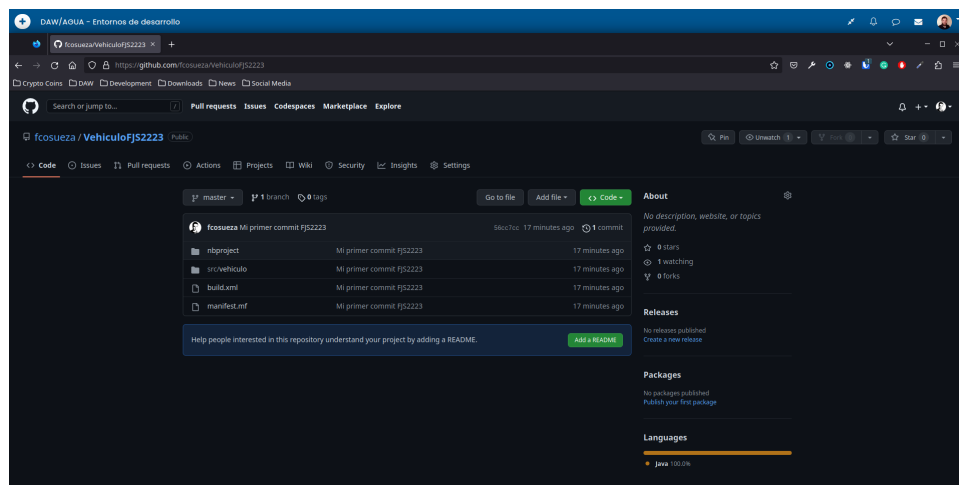 DAW/AGUA - Entornos de desarrollo
fcosueza/VehiculoFJS2223 × +
https://github.com/fcosueza/VehiculoFJS2223
Crypto Coins DAW Development Downloads News Social Media
Search or jump to... / Pull requests Issues Codespaces Marketplace Explore
fcosueza / VehiculoFJS2223 Public Pin Unwatch 1 Fork 0 Star 0
<> Code Issues Pull requests Actions Projects Wiki Security Insights Settings
master 1 branch 0 tags Go to file Add file <> Code
fcosueza Mi primer commit FJS2223 56cc7cc 17 minutes ago 1 commit
nbproject Mi primer commit FJS2223 17 minutes ago
src/vehiculo Mi primer commit FJS2223 17 minutes ago
build.xml Mi primer commit FJS2223 17 minutes ago
manifest.mf Mi primer commit FJS2223 17 minutes ago
Help people interested in this repository understand your project by adding a README. Add a README
About
No description, website, or topics
provided.
0 stars
1 watching
0 forks
Releases
No releases published
Create a new release
Packages
No packages published
Publish your first package
Languages
Java 100.0%